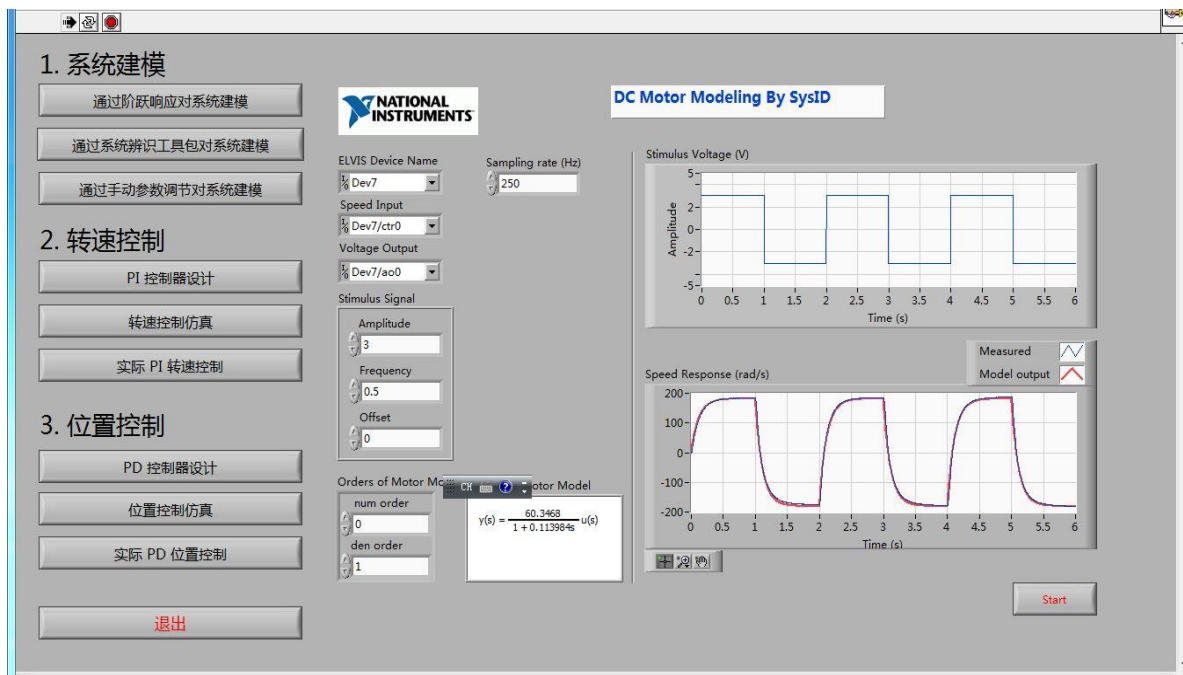 1. 系统建模
通过阶跃响应对系统建模
通过系统辨识工具包对系统建模
通过手动参数调节对系统建模
2. 转速控制
PI 控制器设计
转速控制仿真
实际 PI 转速控制
3. 位置控制
PD 控制器设计
位置控制仿真
实际 PD 位置控制
退出
NATIONAL
INSTRUMENTS
DC Motor Modeling By SysID
ELVIS Device Name
Dev7
Sampling rate (Hz)
250
Speed Input
Dev7/ctr0
Voltage Output
Dev7/ao0
Stimulus Signal
Amplitude
3
Frequency
0.5
Offset
0
Orders of Motor
num order
0
den order
1
CH
Motor Model
y(s) = 60.3468 / 1+0.113984s u(s)
Stimulus Voltage (V)
Amplitude
5
2
0
-2
-5
0 0.5 1 1.5 2 2.5 3 3.5 4 4.5 5 5.5 6
Time (s)
Measured
Model output
Speed Response (rad/s)
200
100
0
-100
-200
0 0.5 1 1.5 2 2.5 3 3.5 4 4.5 5 5.5 6
Time (s)
Start